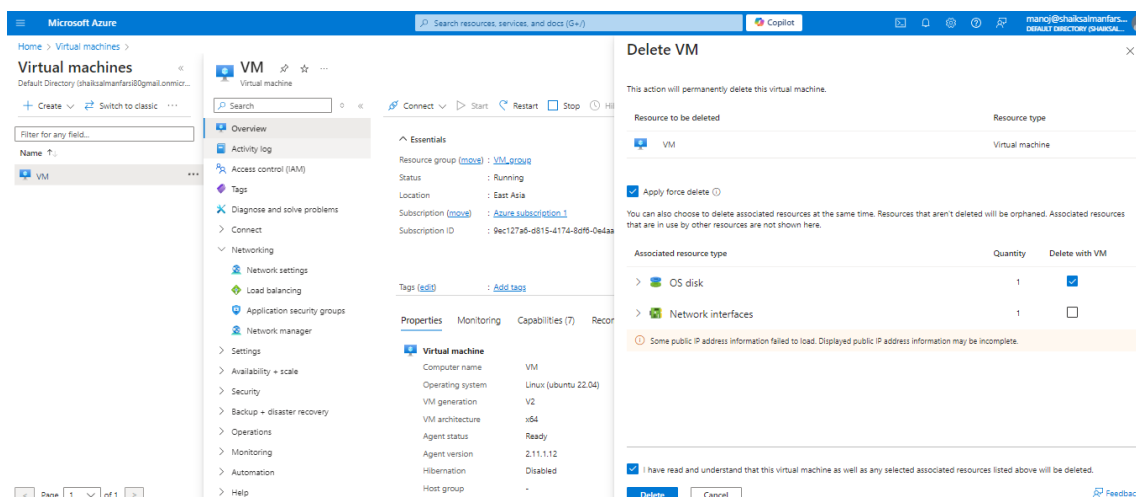 Microsoft Azure
Search resources, services, and docs (G+/)
Copilot
manoj@shaiksalmanfars...
DEFAULT DIRECTORY (SHAIKSAL...
Home > Virtual machines >
Virtual machines
«
Default Directory (shaiksalmanfarsi80gmail.onmicr...
Create
Switch to classic
...
Filter for any field...
Name ↑
VM
...
Page 1 of 1
VM
...
Virtual machine
Search
«
Overview
Activity log
Access control (IAM)
Tags
Diagnose and solve problems
Connect
Networking
Network settings
Load balancing
Application security groups
Network manager
Settings
Availability + scale
Security
Backup + disaster recovery
Operations
Monitoring
Automation
Help
Connect
Start
Restart
Stop
Essentials
Resource group (move) : VM_group
Status : Running
Location : East Asia
Subscription (move) : Azure subscription 1
Subscription ID : 9ec127a6-d815-4174-8df6-0e4aa
Tags (edit) : Add tags
Properties Monitoring Capabilities (7) Recor
Virtual machine
Computer name VM
Operating system Linux (ubuntu 22.04)
VM generation V2
VM architecture x64
Agent status Ready
Agent version 2.11.1.12
Hibernation Disabled
Host group -
Delete VM
This action will permanently delete this virtual machine.
Resource to be deleted Resource type
VM Virtual machine
Apply force delete
You can also choose to delete associated resources at the same time. Resources that aren't deleted will be orphaned. Associated resources
that are in use by other resources are not shown here.
Associated resource type Quantity Delete with VM
OS disk 1
Network interfaces 1
Some public IP address information failed to load. Displayed public IP address information may be incomplete.
I have read and understand that this virtual machine as well as any selected associated resources listed above will be deleted.
Delete Cancel
Feedbac